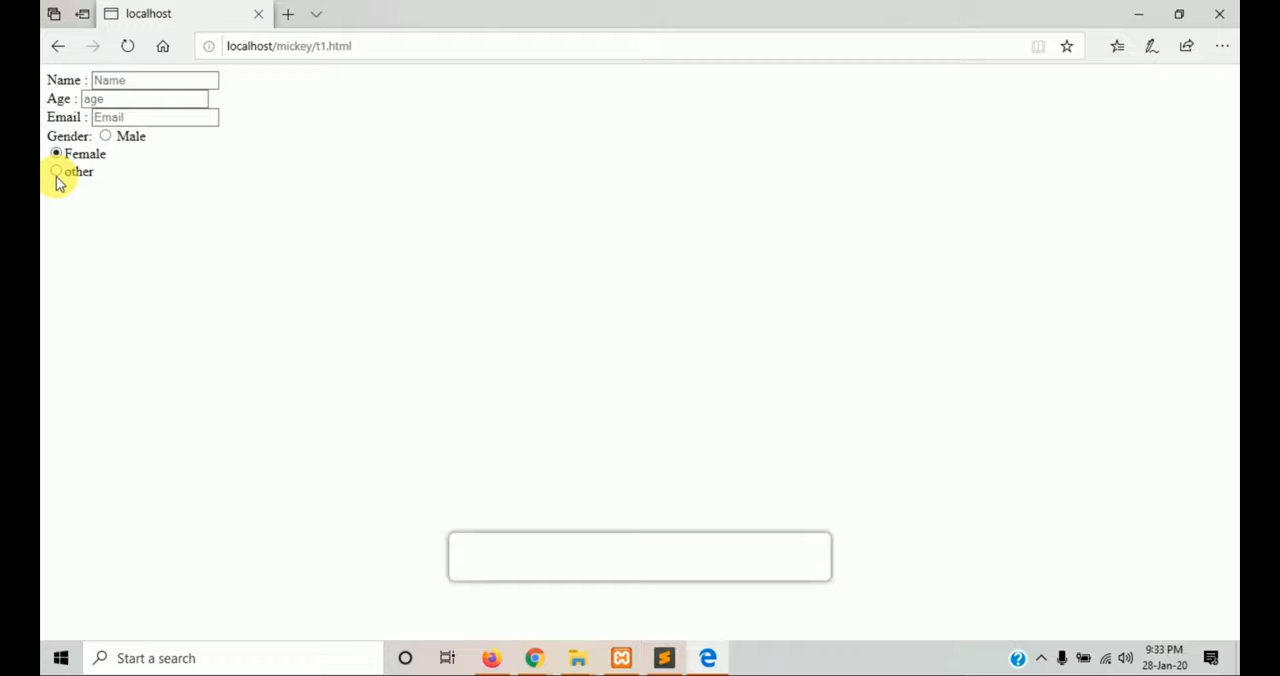 localhost
localhost/mickey/t1.html
Name : Name
Age : age
Email : Email
Gender: Male
Female
other
Start a search
9:33 PM
28-Jan-20